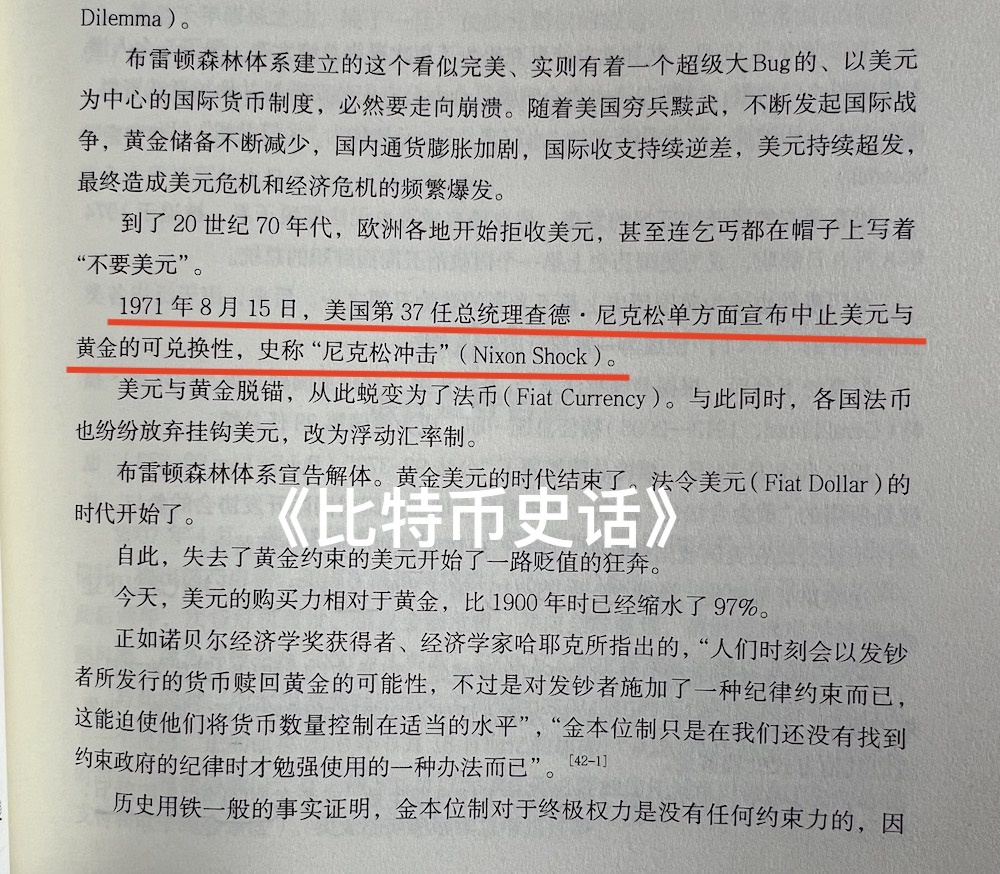 Dilemma）。
布雷顿森林体系建立的这个看似完美、实则有着一个超级大Bug的、以美元
为中心的国际货币制度，必然要走向崩溃。随着美国穷兵黩武，不断发起国际战
争，黄金储备不断减少，国内通货膨胀加剧，国际收支持续逆差，美元持续超发，
最终造成美元危机和经济危机的频繁爆发。
到了 20 世纪 70 年代，欧洲各地开始拒收美元，甚至连乞丐都在帽子上写着
“不要美元”。
1971 年 8 月 15 日，美国第 37 任总统理查德·尼克松单方面宣布中止美元与
黄金的可兑换性，史称“尼克松冲击”（Nixon Shock）。
美元与黄金脱锚，从此蜕变为了法币（Fiat Currency）。与此同时，各国法币
也纷纷放弃挂钩美元，改为浮动汇率制。
布雷顿森林体系宣告解体。黄金美元的时代结束了。法令美元（Fiat Dollar）的
时代开始了。
《比特币史话》
自此，失去了黄金约束的美元开始了一路贬值的狂奔。
今天，美元的购买力相对于黄金，比 1900 年时已经缩水了 97%。
正如诺贝尔经济学奖获得者、经济学家哈耶克所指出的，“人们时刻会以发钞
者所发行的货币赎回黄金的可能性，不过是对发钞者施加了一种纪律约束而已，
这能迫使他们将货币数量控制在适当的水平”，“金本位制只是在我们还没有找到
约束政府的纪律时才勉强使用的一种办法而已”。[42-1]
历史用铁一般的事实证明，金本位制对于终极权力是没有任何约束力的，因